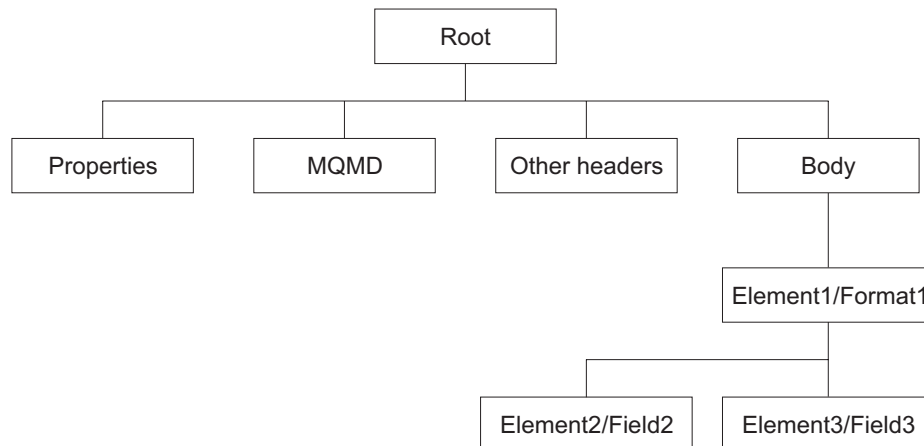 Root
Properties
MQMD
Other headers
Body
Element1/Format1
Element2/Field2
Element3/Field3